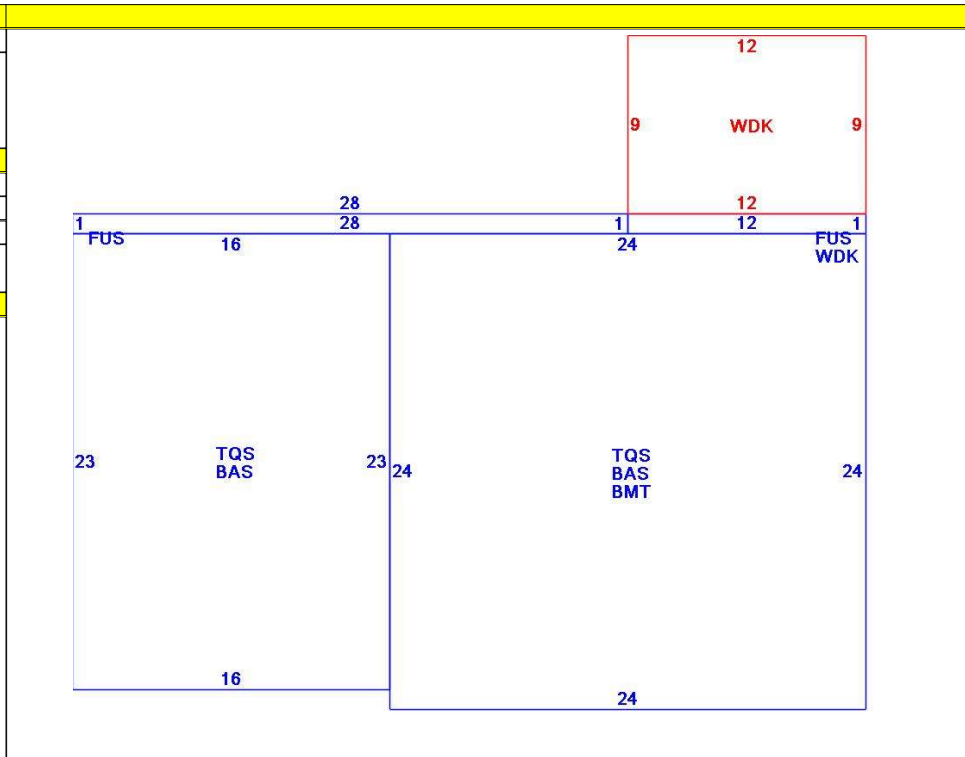 12
9 WDK 9
12
28
1 28 1 12 1
FUS 16 24 FUS
WDK
TQS
BAS
23 23
24 24
TQS
BAS
BMT
16
24